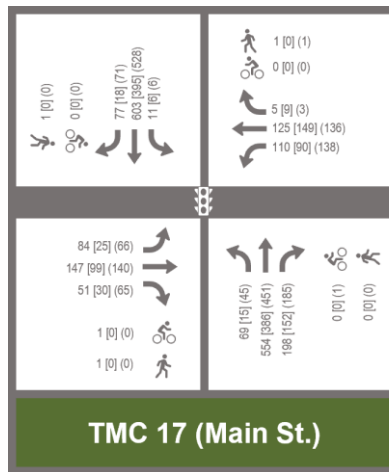 1 [0] (0)
0 [0] (0)
77 [18] (71)
603 [395] (528)
11 [6] (6)
1 [0] (1)
0 [0] (0)
5 [9] (3)
125 [149] (136)
110 [90] (138)
84 [25] (66)
147 [99] (140)
51 [30] (65)
1 [0] (0)
1 [0] (0)
69 [15] (45)
554 [386] (451)
198 [152] (185)
0 [0] (1)
0 [0] (0)
TMC 17 (Main St.)